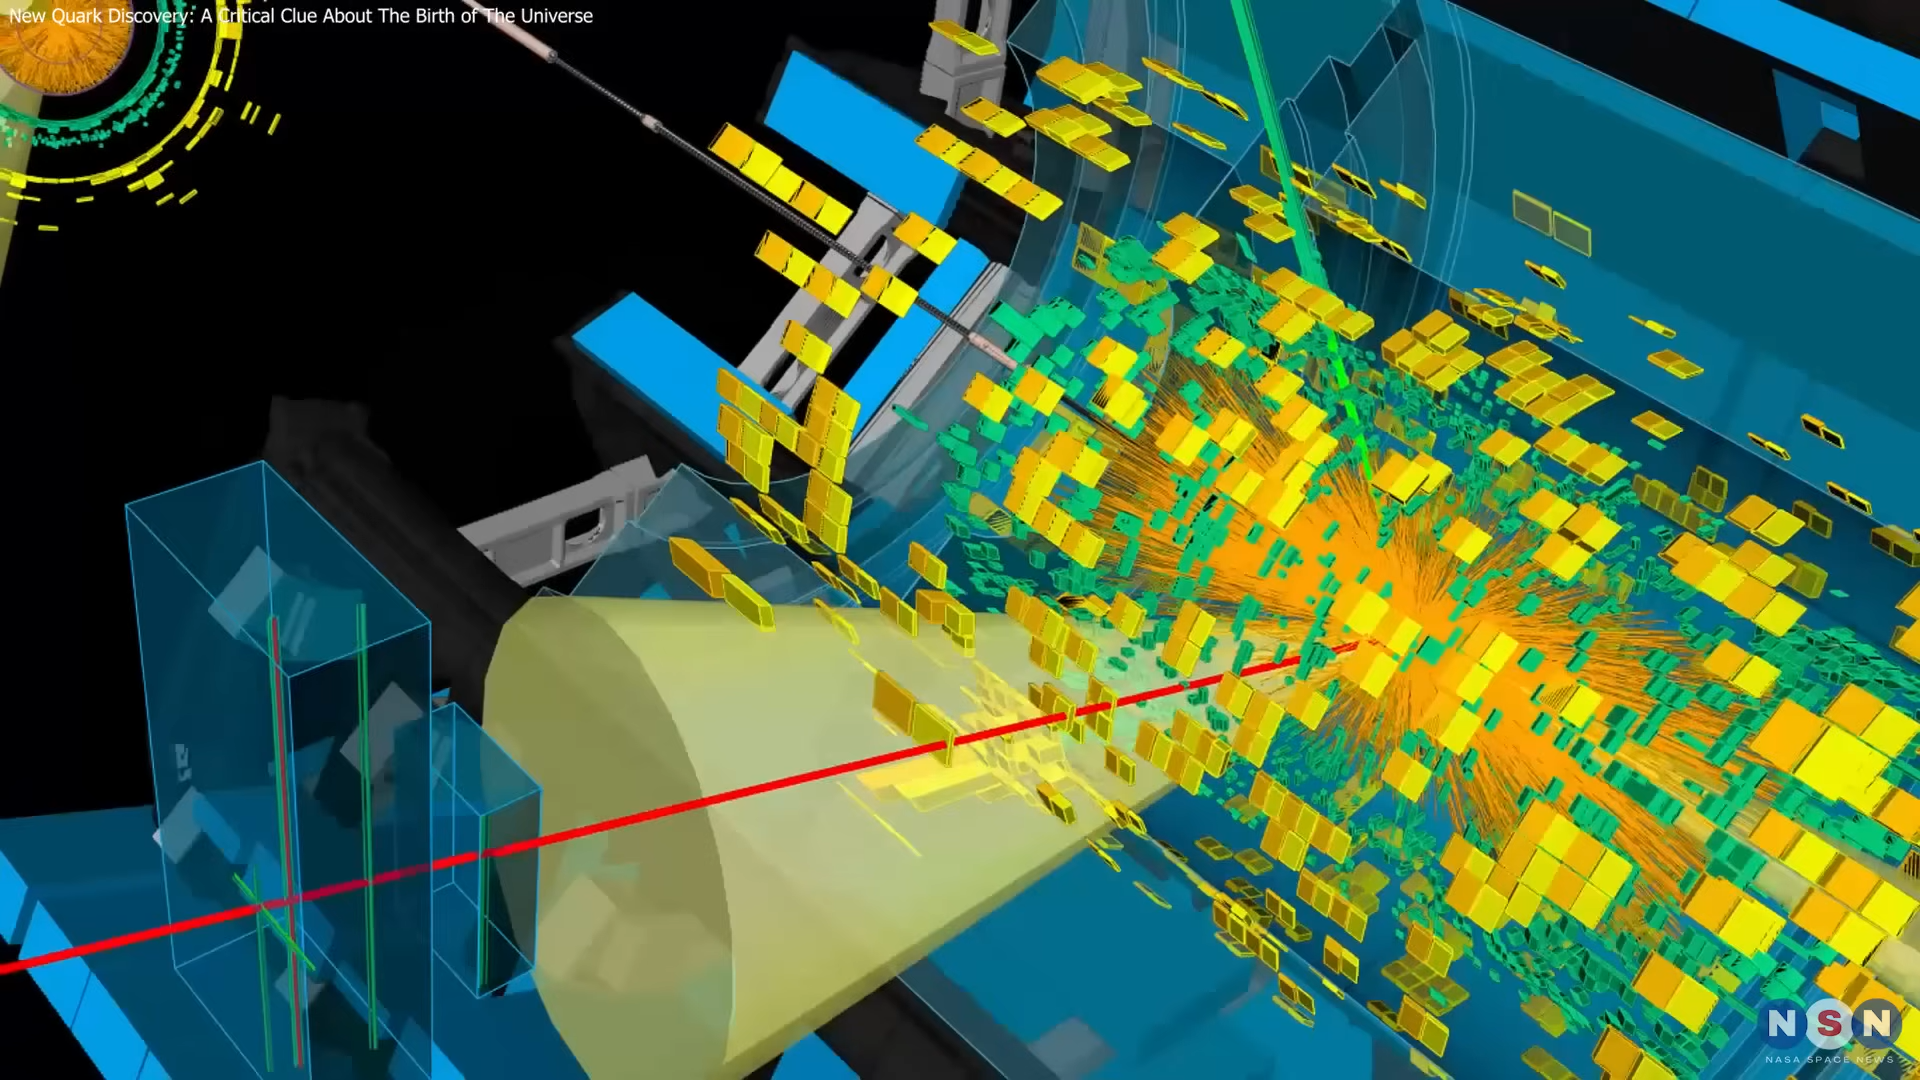 New Quark Discovery: A Critical Clue About The Birth of The Universe
NSN
NASA SPACE NEWS